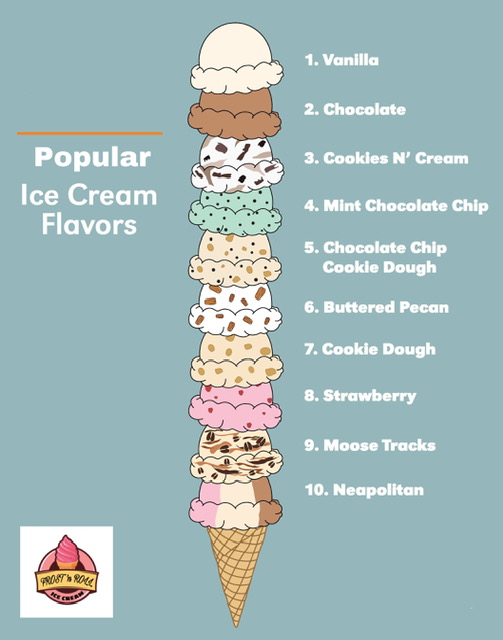 Popular
Ice Cream
Flavors
1. Vanilla
2. Chocolate
3. Cookies N’ Cream
4. Mint Chocolate Chip
5. Chocolate Chip
Cookie Dough
6. Buttered Pecan
7. Cookie Dough
8. Strawberry
9. Moose Tracks
10. Neapolitan
FROST 'n ROLL
ICE CREAM